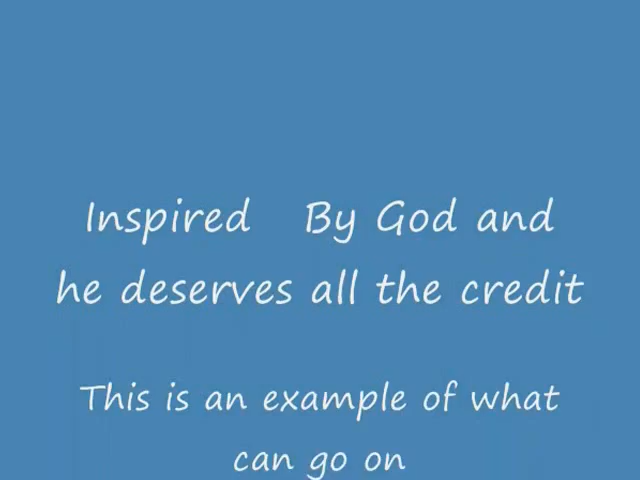 Inspired By God and
he deserves all the credit
This is an example of what
can go on